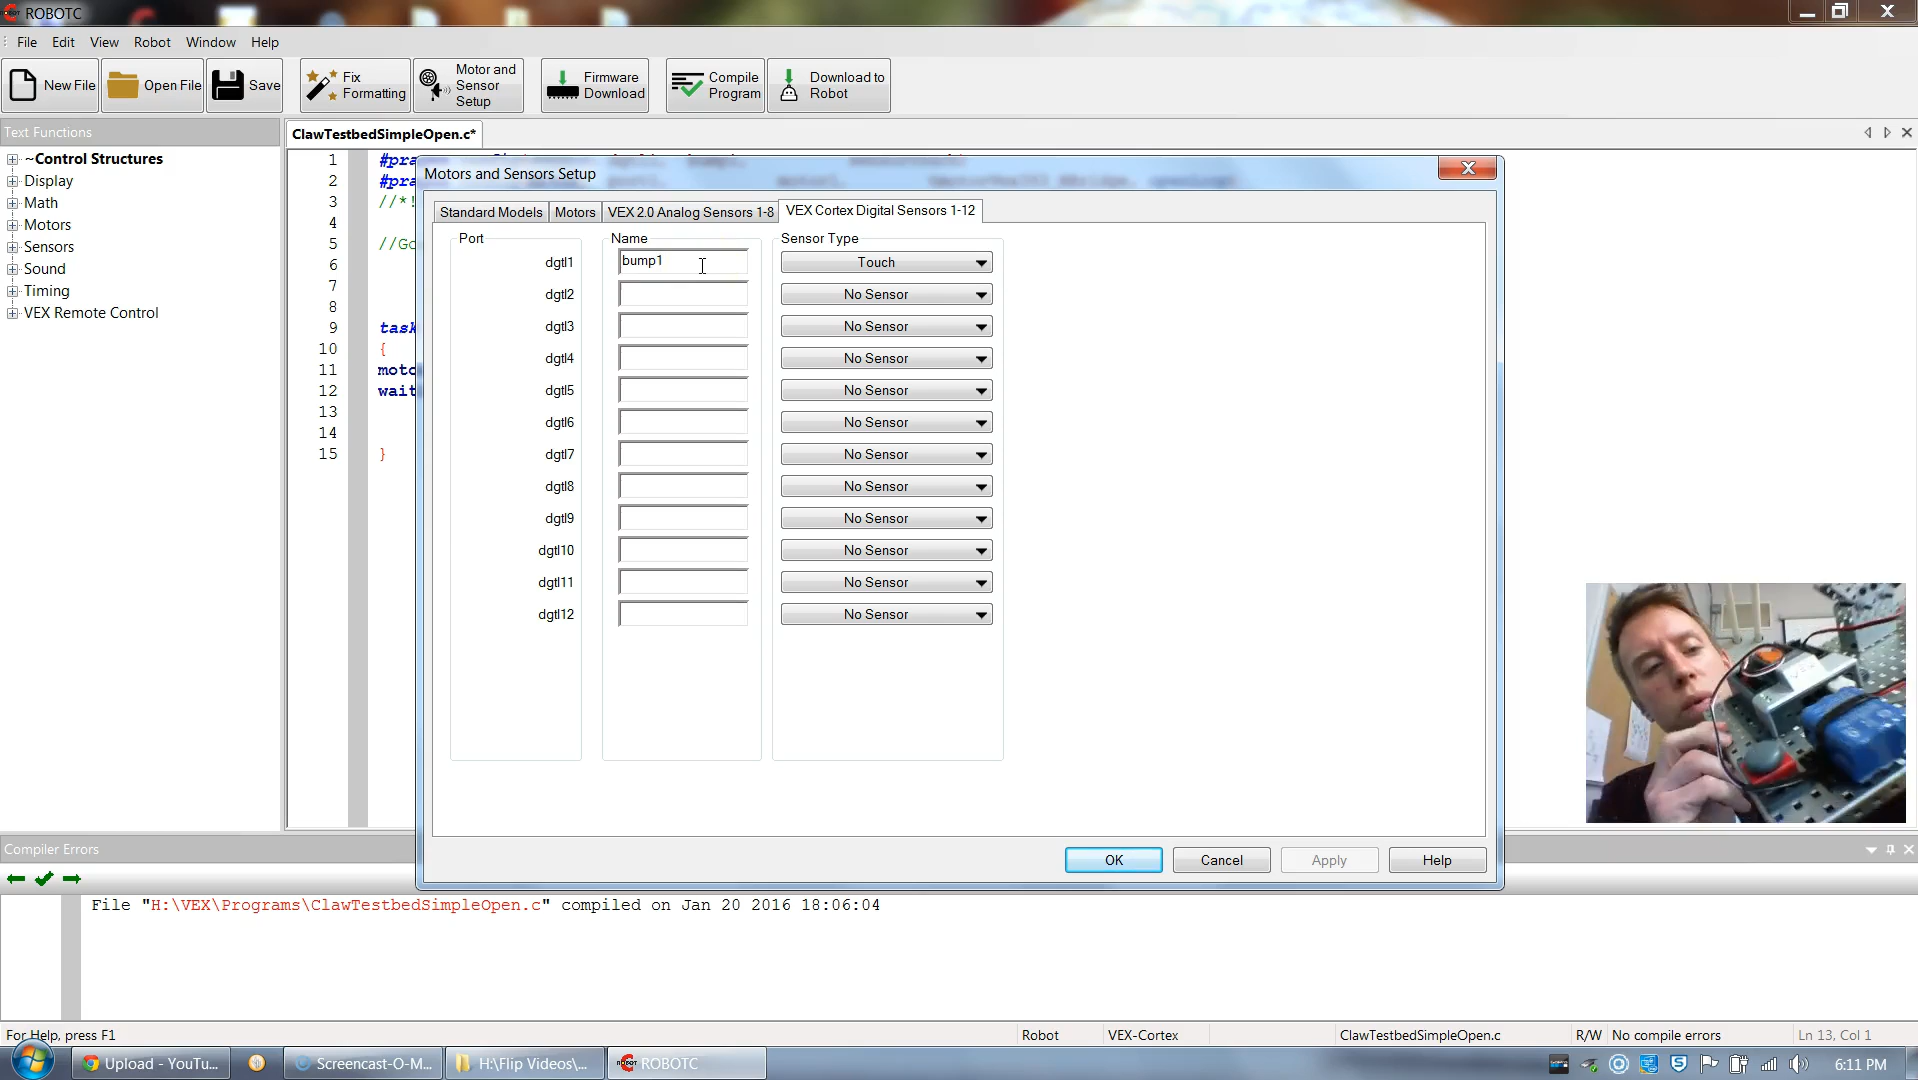 ROBOTC
File Edit View Robot Window Help
New File
Open File
Save
Fix Formatting
Motor and Sensor Setup
Firmware Download
Compile Program
Download to Robot
Text Functions
~Control Structures
Display
Math
Motors
Sensors
Sound
Timing
VEX Remote Control
ClawTestbedSimpleOpen.c*
1 #pra
2 #pra
3 //*!
4
5 //Go
6
7
8
9 task
10 {
11 moto
12 wait
13
14
15 }
Motors and Sensors Setup
Standard Models Motors VEX 2.0 Analog Sensors 1-8 VEX Cortex Digital Sensors 1-12
Port Name Sensor Type
dgtl1 bump1 Touch
dgtl2 No Sensor
dgtl3 No Sensor
dgtl4 No Sensor
dgtl5 No Sensor
dgtl6 No Sensor
dgtl7 No Sensor
dgtl8 No Sensor
dgtl9 No Sensor
dgtl10 No Sensor
dgtl11 No Sensor
dgtl12 No Sensor
OK Cancel Apply Help
Compiler Errors
File "H:\VEX\Programs\ClawTestbedSimpleOpen.c" compiled on Jan 20 2016 18:06:04
For Help, press F1 Robot VEX-Cortex ClawTestbedSimpleOpen.c R/W No compile errors Ln 13, Col 1
Upload - YouTu... Screencast-O-M... H:\Flip Videos\... ROBOTC 6:11 PM